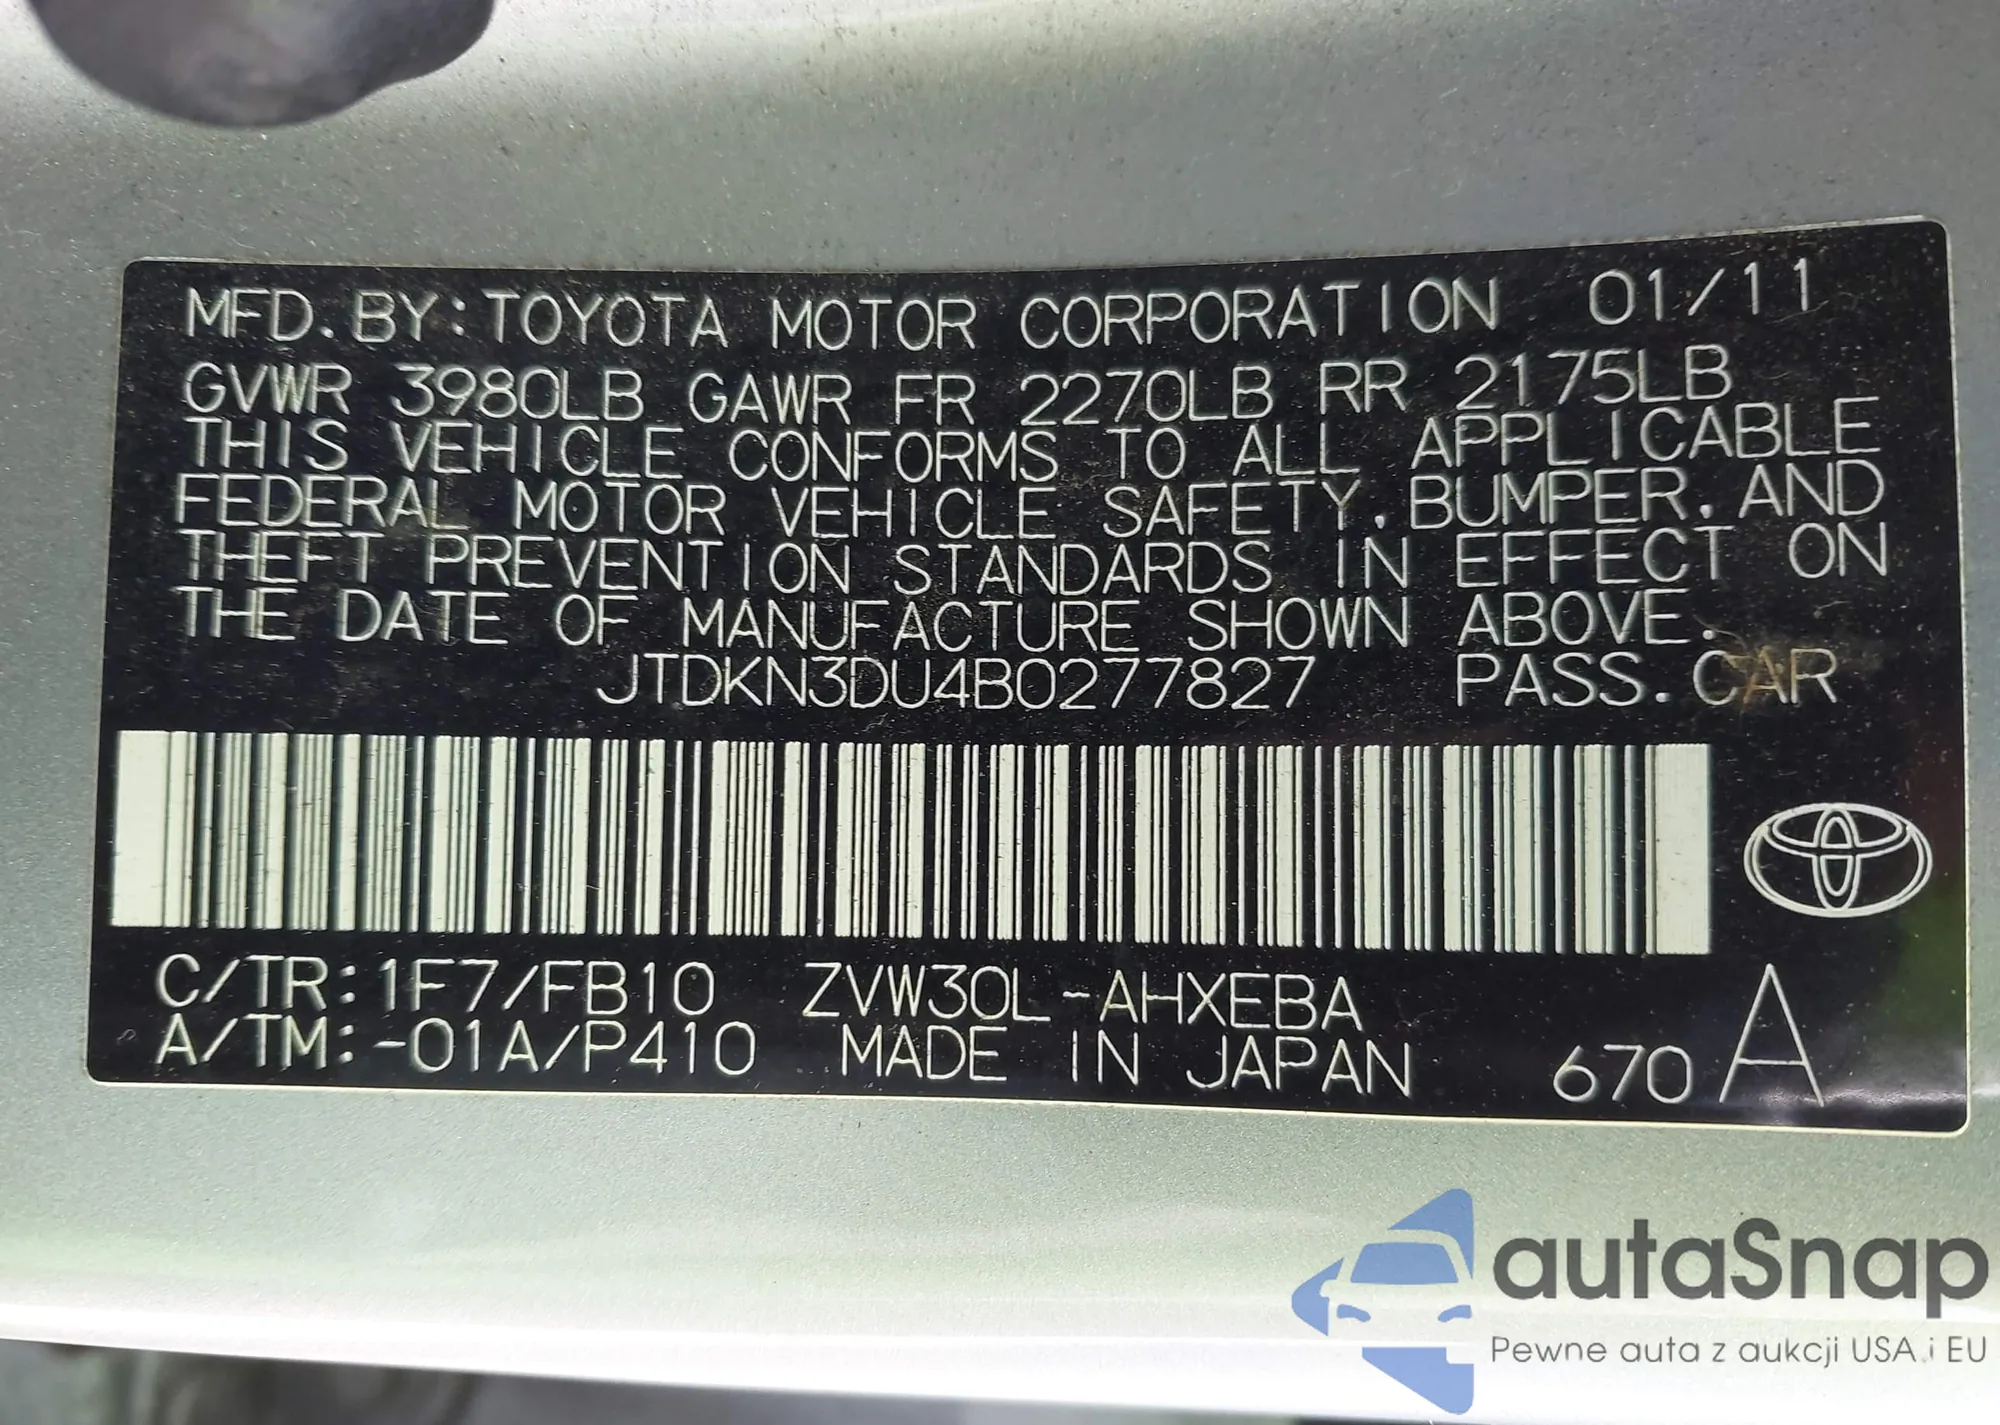 MFD. BY: TOYOTA MOTOR CORPORATION 01/11
GVWR 3980LB GAWR FR 2270LB RR 2175LB
THIS VEHICLE CONFORMS TO ALL APPLICABLE
FEDERAL MOTOR VEHICLE SAFETY, BUMPER, AND
THEFT PREVENTION STANDARDS IN EFFECT ON
THE DATE OF MANUFACTURE SHOWN ABOVE.
JTDKN3DU4B0277827 PASS. CAR
C/TR: 1F7/FB10 ZVW30L-AHXEBA
A/TM: -01A/P410 MADE IN JAPAN 670 A
autaSnap
Pewne auta z aukcji USA i EU